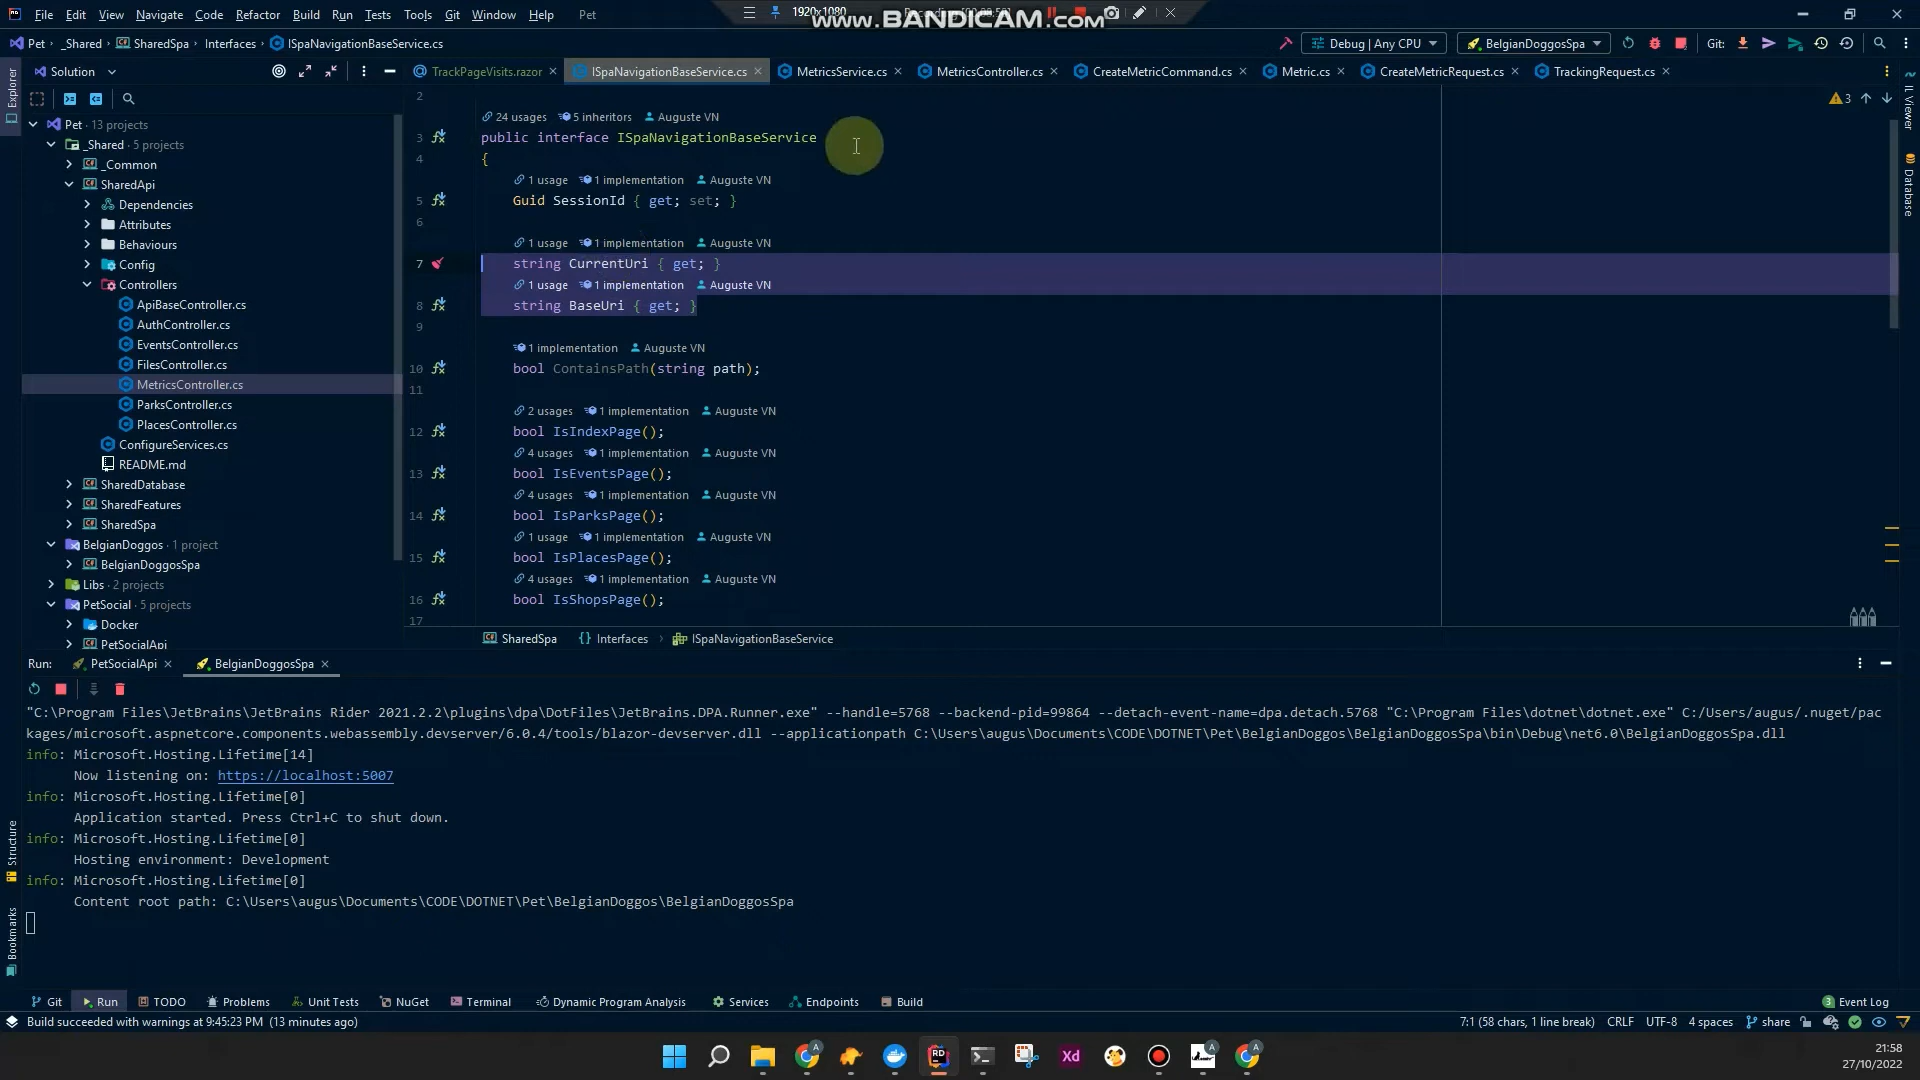 File Edit View Navigate Code Refactor Build Run Tests Tools Git Window Help Pet
1920x1080
www.BANDICAM.com
Pet _Shared SharedSpa Interfaces ISpaNavigationBaseService.cs
Debug | Any CPU BelgianDoggosSpa Git:
Solution
TrackPageVisits.razor ISpaNavigationBaseService.cs MetricsService.cs MetricsController.cs CreateMetricCommand.cs Metric.cs CreateMetricRequest.cs TrackingRequest.cs
Explorer
IL Viewer
Database
3
Pet · 13 projects
_Shared · 5 projects
_Common
SharedApi
Dependencies
Attributes
Behaviours
Config
Controllers
ApiBaseController.cs
AuthController.cs
EventsController.cs
FilesController.cs
MetricsController.cs
ParksController.cs
PlacesController.cs
ConfigureServices.cs
README.md
SharedDatabase
SharedFeatures
SharedSpa
BelgianDoggos · 1 project
BelgianDoggosSpa
Libs · 2 projects
PetSocial · 5 projects
Docker
PetSocialApi
2
24 usages 5 inheritors Auguste VN
3 public interface ISpaNavigationBaseService
4 {
1 usage 1 implementation Auguste VN
5 Guid SessionId { get; set; }
6
1 usage 1 implementation Auguste VN
7 string CurrentUri { get; }
1 usage 1 implementation Auguste VN
8 string BaseUri { get; }
9
1 implementation Auguste VN
10 bool ContainsPath(string path);
11
2 usages 1 implementation Auguste VN
12 bool IsIndexPage();
4 usages 1 implementation Auguste VN
13 bool IsEventsPage();
4 usages 1 implementation Auguste VN
14 bool IsParksPage();
1 usage 1 implementation Auguste VN
15 bool IsPlacesPage();
4 usages 1 implementation Auguste VN
16 bool IsShopsPage();
17
SharedSpa {} Interfaces ISpaNavigationBaseService
Run: PetSocialApi BelgianDoggosSpa
"C:\Program Files\JetBrains\JetBrains Rider 2021.2.2\plugins\dpa\DotFiles\JetBrains.DPA.Runner.exe" --handle=5768 --backend-pid=99864 --detach-event-name=dpa.detach.5768 "C:\Program Files\dotnet\dotnet.exe" C:/Users/augus/.nuget/pac
kages/microsoft.aspnetcore.components.webassembly.devserver/6.0.4/tools/blazor-devserver.dll --applicationpath C:\Users\augus\Documents\CODE\DOTNET\Pet\BelgianDoggos\BelgianDoggosSpa\bin\Debug\net6.0\BelgianDoggosSpa.dll
info: Microsoft.Hosting.Lifetime[14]
Now listening on: https://localhost:5007
info: Microsoft.Hosting.Lifetime[0]
Application started. Press Ctrl+C to shut down.
info: Microsoft.Hosting.Lifetime[0]
Hosting environment: Development
info: Microsoft.Hosting.Lifetime[0]
Content root path: C:\Users\augus\Documents\CODE\DOTNET\Pet\BelgianDoggos\BelgianDoggosSpa
Structure
Bookmarks
Git Run TODO Problems Unit Tests NuGet Terminal Dynamic Program Analysis Services Endpoints Build 3 Event Log
Build succeeded with warnings at 9:45:23 PM (13 minutes ago) 7:1 (58 chars, 1 line break) CRLF UTF-8 4 spaces share
RD Xd A A A
21:58
27/10/2022